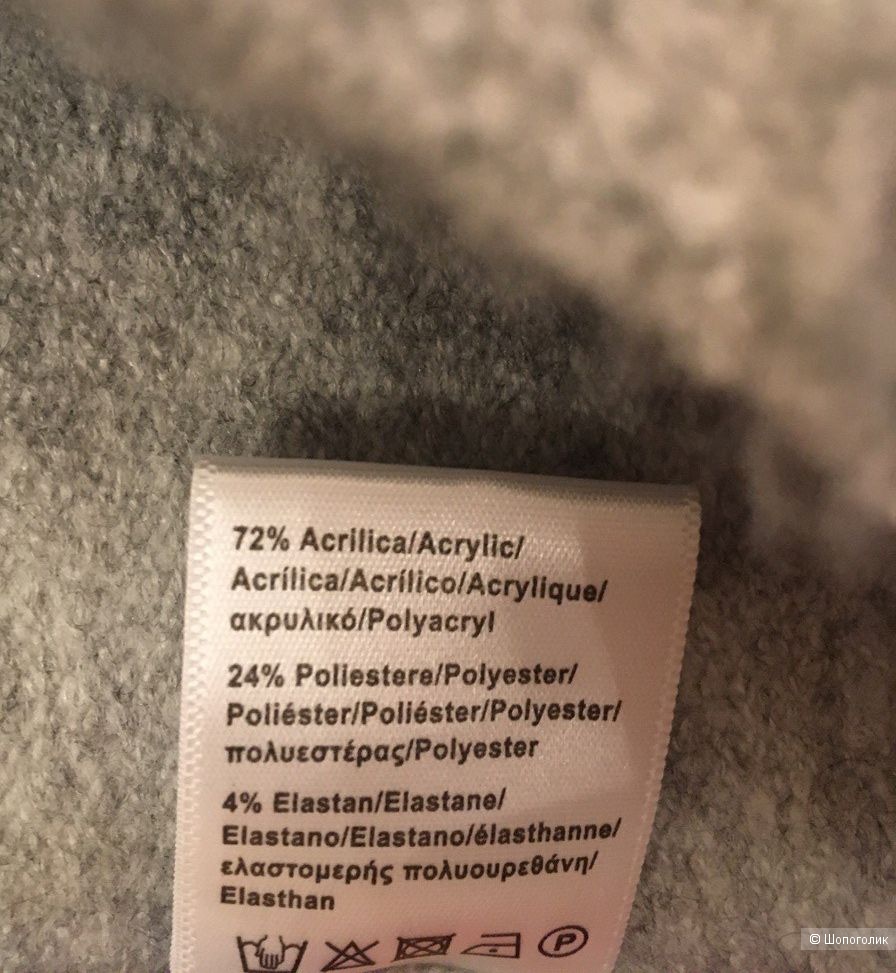 72% Acrilica/Acrylic/
Acrílica/Acrílico/Acrylique/
ακρυλικό/Polyacryl
24% Poliestere/Polyester/
Poliéster/Poliéster/Polyester/
πολυεστέρας/Polyester
4% Elastan/Elastane/
Elastano/Elastano/élasthanne/
ελαστομερής πολυουρεθάνη/
Elasthan
P
© Шопоголик